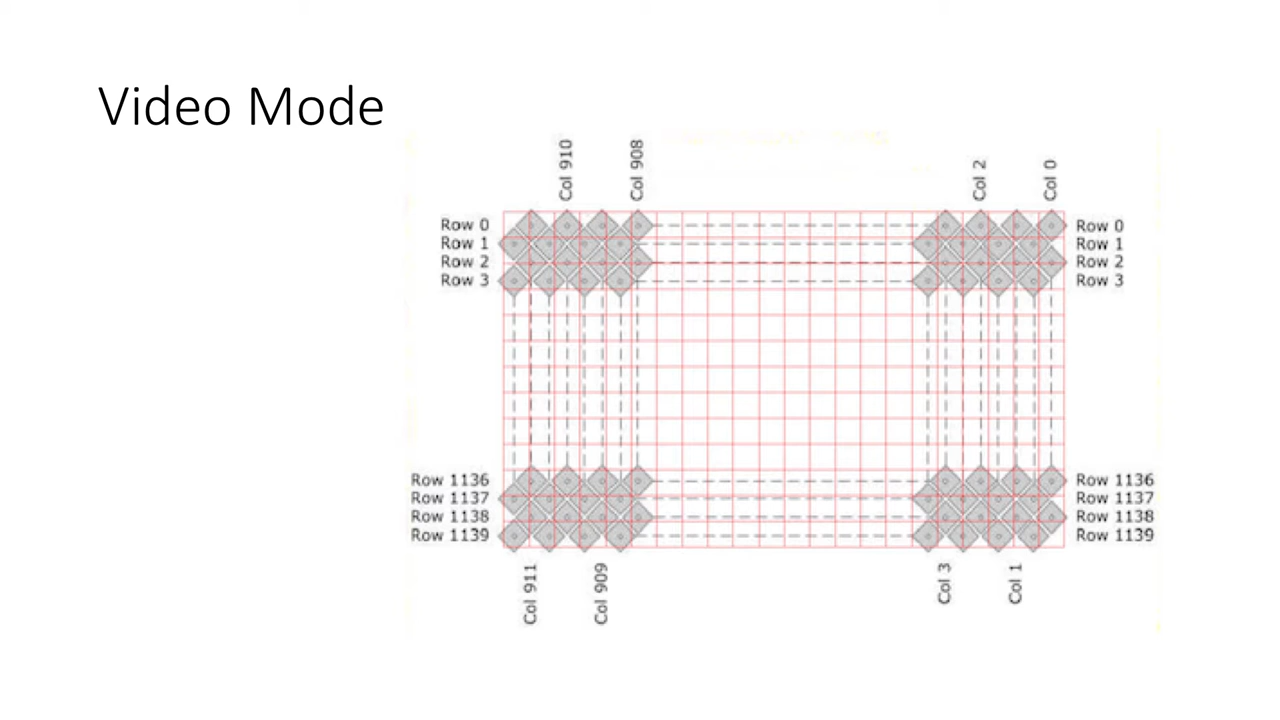 Video Mode
Col 910
Col 908
Col 2
Col 0
Row 0
Row 0
Row 1
Row 1
Row 2
Row 2
Row 3
Row 3
Row 1136
Row 1136
Row 1137
Row 1137
Row 1138
Row 1138
Row 1139
Row 1139
Col 911
Col 909
Col 3
Col 1